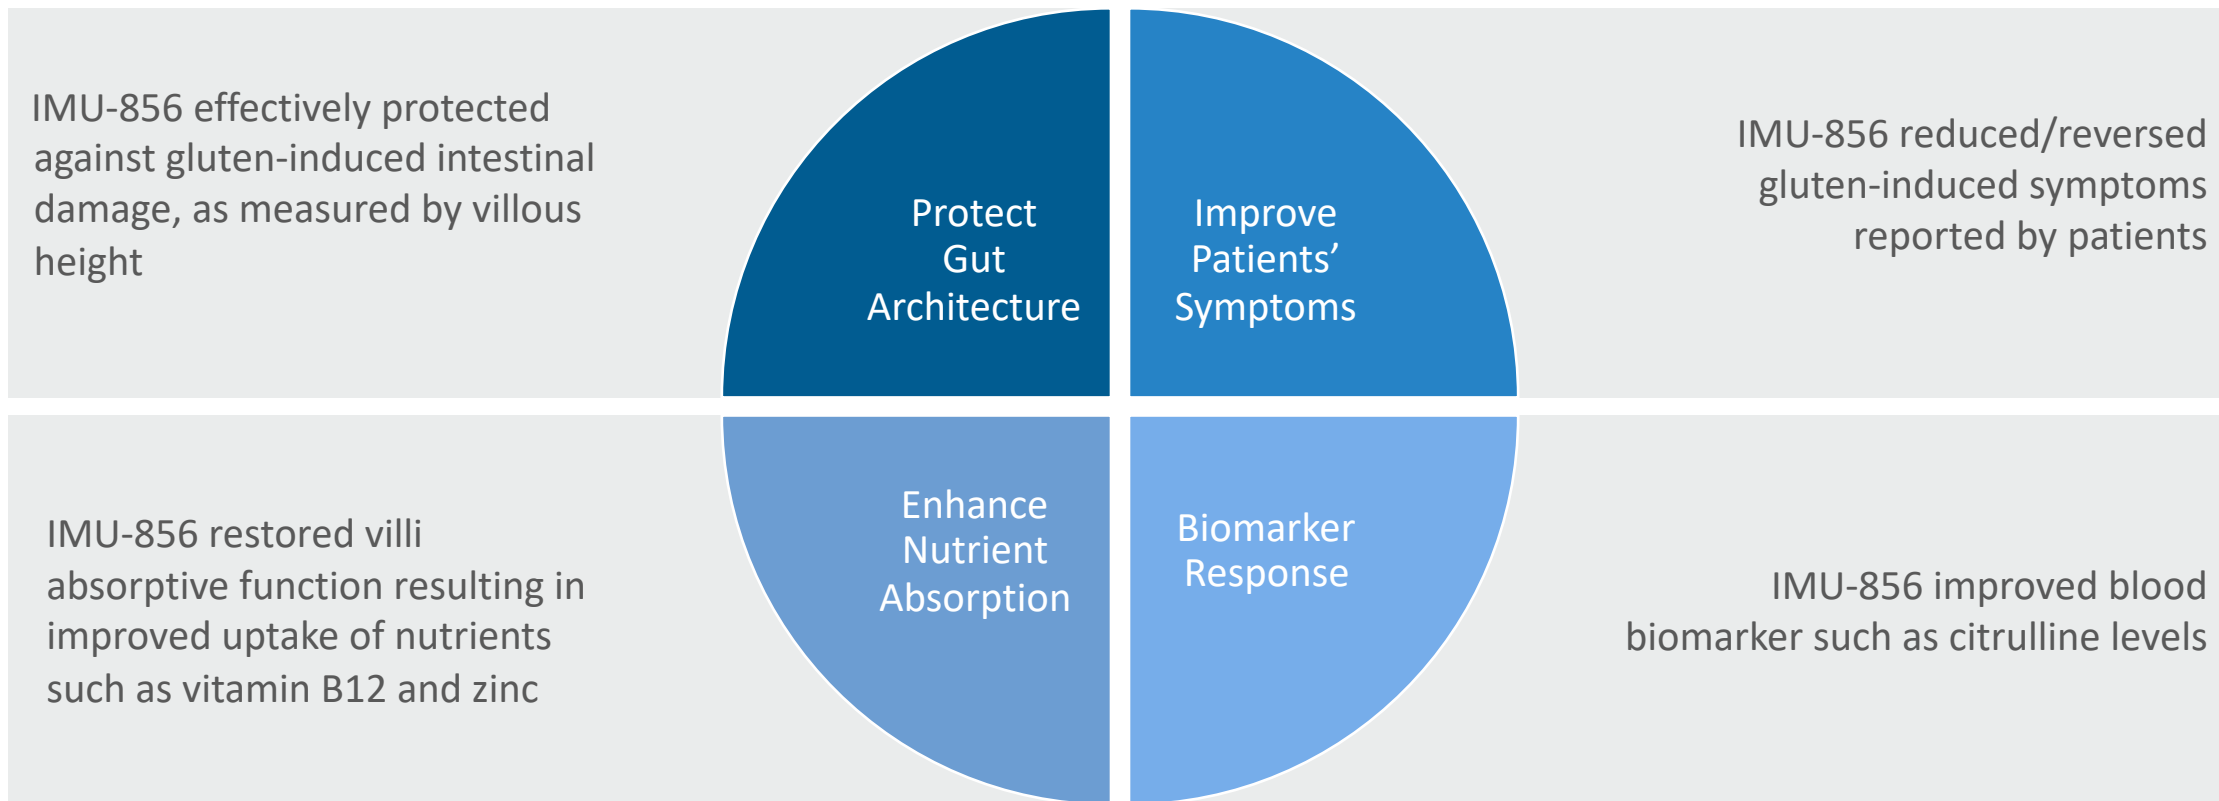 IMU-856 effectively protected
against gluten-induced intestinal
damage, as measured by villous
height
Protect
Gut
Architecture
Improve
Patients’
Symptoms
IMU-856 reduced/reversed
gluten-induced symptoms
reported by patients
IMU-856 restored villi
absorptive function resulting in
improved uptake of nutrients
such as vitamin B12 and zinc
Enhance
Nutrient
Absorption
Biomarker
Response
IMU-856 improved blood
biomarker such as citrulline levels